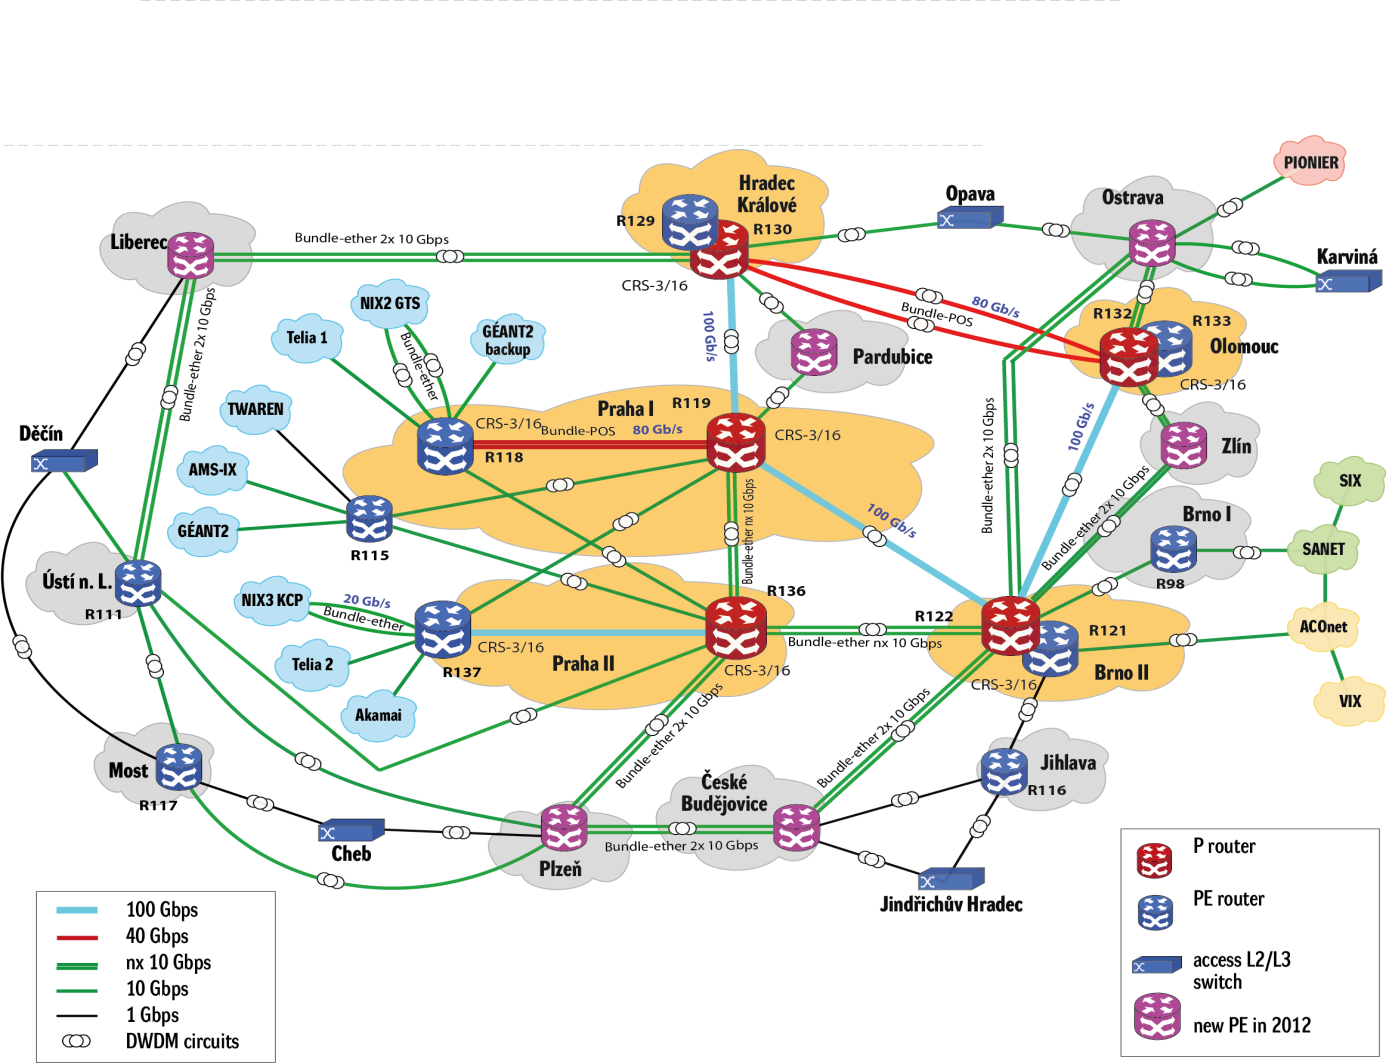 PIONIER
Hradec
Králové
R129
R130
CRS-3/16
Opava
Ostrava
Karviná
Liberec
Bundle-ether 2x 10 Gbps
Bundle-ether 2x 10 Gbps
NIX2 GTS
Telia 1
GÉANT2
backup
Bundle-ether
100 Gb/s
80 Gb/s
Bundle-POS
R132
R133
Olomouc
CRS-3/16
Pardubice
TWAREN
Praha I
R119
CRS-3/16
Bundle-POS
80 Gb/s
CRS-3/16
R118
100 Gb/s
Bundle-ether 2x 10 Gbps
Zlín
Děčín
AMS-IX
GÉANT2
R115
100 Gb/s
Bundle-ether nx 10 Gbps
Bundle-ether 2x 10 Gbps
Brno I
R98
SIX
SANET
Ústí n. L.
R111
NIX3 KCP
20 Gb/s
Bundle-ether
R136
R122
R121
ACOnet
CRS-3/16
Bundle-ether nx 10 Gbps
Telia 2
R137
Praha II
CRS-3/16
CRS-3/16
Brno II
VIX
Akamai
Bundle-ether 2x 10 Gbps
Bundle-ether 2x 10 Gbps
Most
R117
České
Budějovice
Jihlava
R116
Cheb
Plzeň
Bundle-ether 2x 10 Gbps
Jindřichův Hradec
100 Gbps
40 Gbps
nx 10 Gbps
10 Gbps
1 Gbps
DWDM circuits
P router
PE router
access L2/L3
switch
new PE in 2012